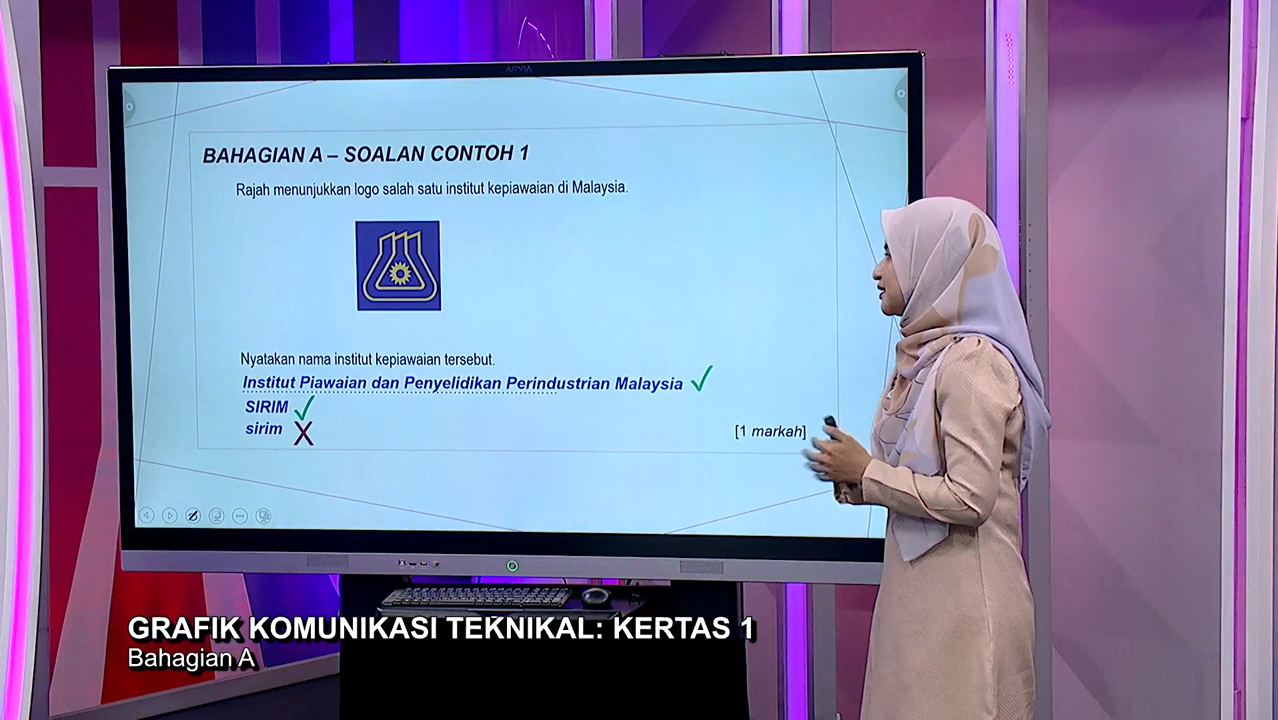 BAHAGIAN A – SOALAN CONTOH 1
Rajah menunjukkan logo salah satu institut kepiawaian di Malaysia.
Nyatakan nama institut kepiawaian tersebut.
Institut Piawaian dan Penyelidikan Perindustrian Malaysia
SIRIM
sirim
[1 markah]
GRAFIK KOMUNIKASI TEKNIKAL: KERTAS 1
Bahagian A